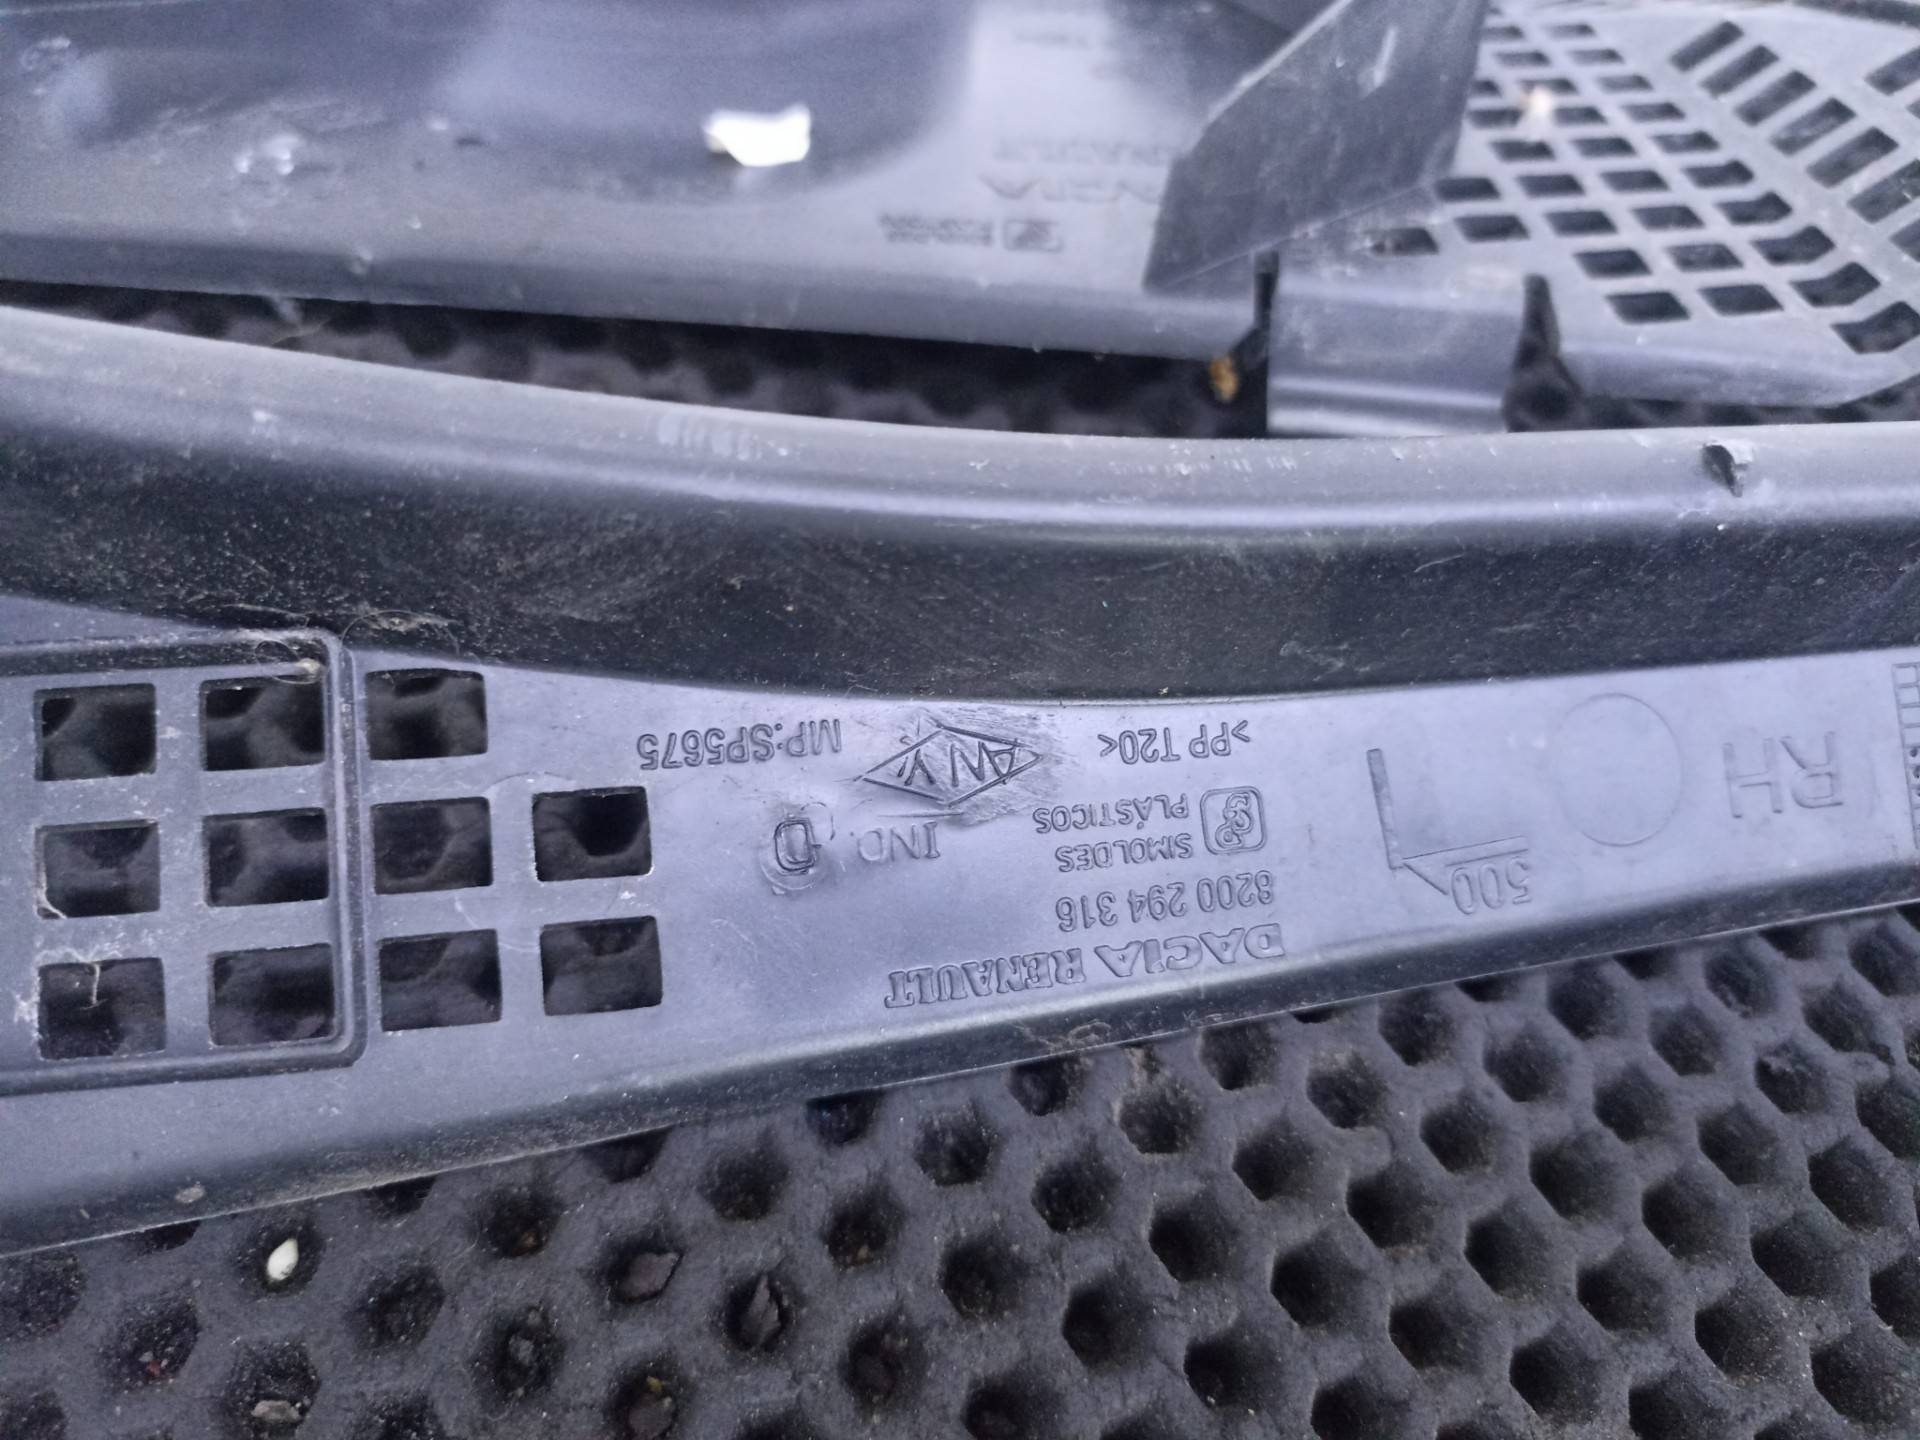 DACIA RENAULT
8200 294 316
SIMOLDES
PLÁSTICOS
>PP T20<
IND. D
MP:SP5675
500
RH